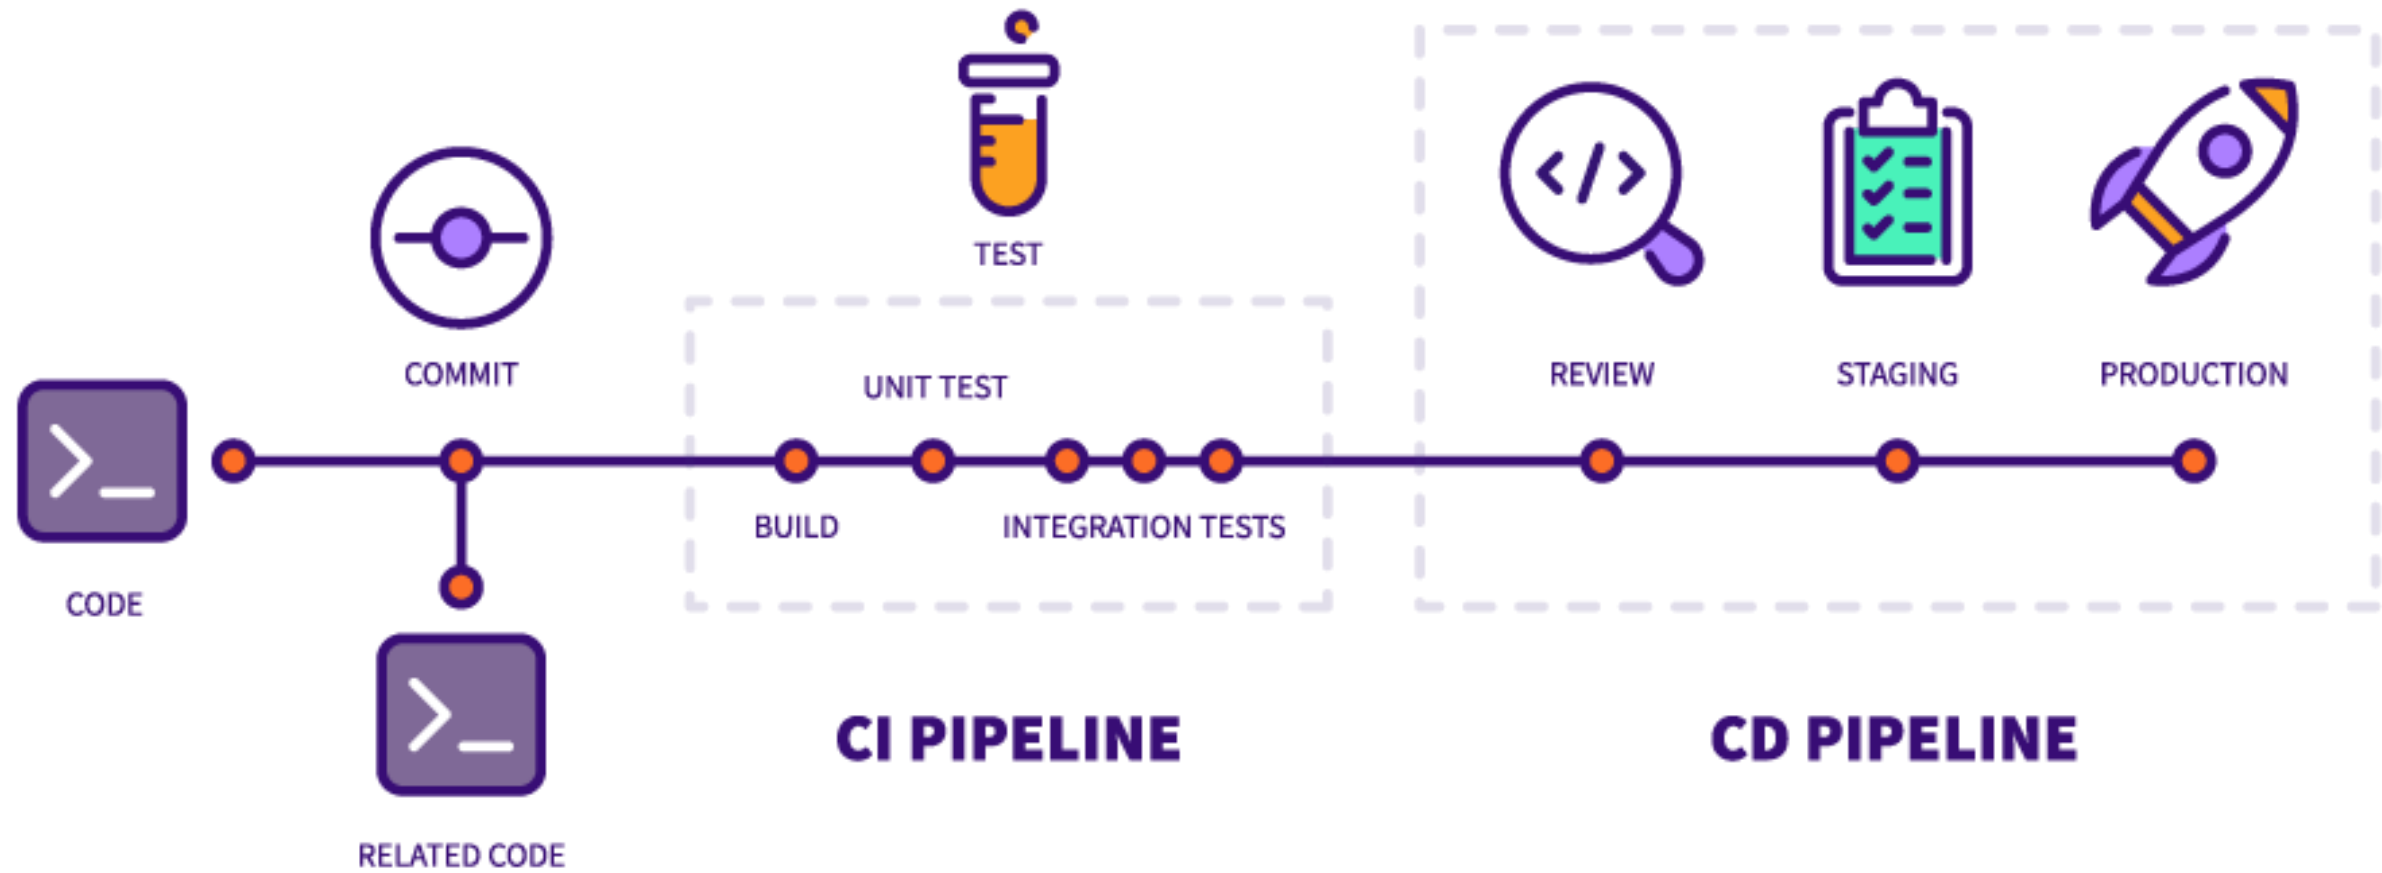 TEST
COMMIT
UNIT TEST
REVIEW
STAGING
PRODUCTION
BUILD
INTEGRATION TESTS
CODE
CI PIPELINE
CD PIPELINE
RELATED CODE